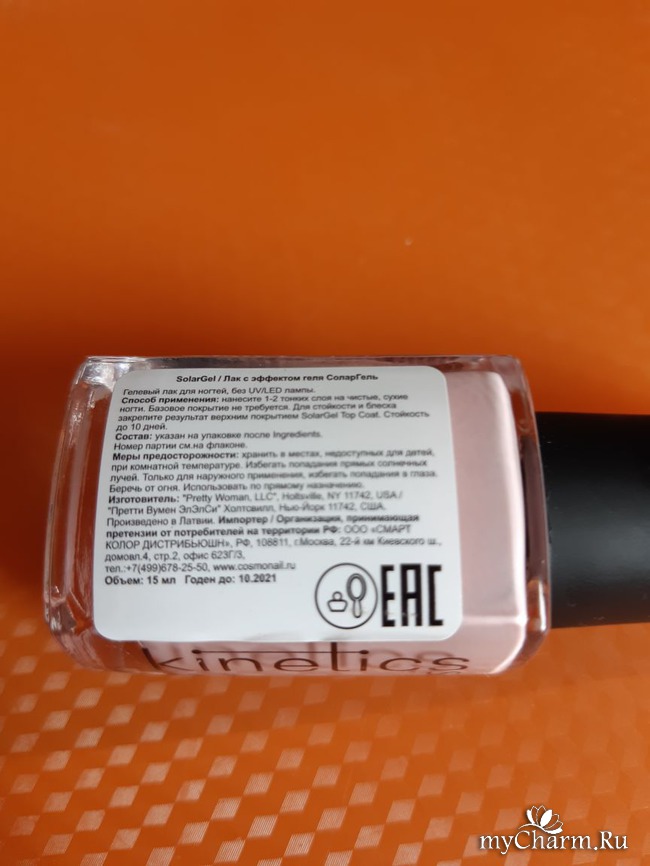 SolarGel / Лак с эффектом геля СоларГель
Гелевый лак для ногтей, без UV/LED лампы.
Способ применения: нанесите 1-2 тонких слоя на чистые, сухие
ногти. Базовое покрытие не требуется. Для стойкости и блеска
закрепите результат верхним покрытием SolarGel Top Coat. Стойкость
до 10 дней.
Состав: указан на упаковке после Ingredients.
Номер партии см.на флаконе.
Меры предосторожности: хранить в местах, недоступных для детей,
при комнатной температуре. Избегать попадания прямых солнечных
лучей. Только для наружного применения, избегать попадания в глаза.
Беречь от огня. Использовать по прямому назначению.
Изготовитель: "Pretty Woman, LLC", Holtsville, NY 11742, USA /
"Претти Вумен ЭлЭлСи" Холтсвилл, Нью-Йорк 11742, США.
Произведено в Латвии. Импортер / Организация, принимающая
претензии от потребителей на территории РФ: ООО «СМАРТ
КОЛОР ДИСТРИБЬЮШН», РФ, 108811, г.Москва, 22-й км Киевского ш.,
домовл.4, стр.2, офис 623Г/3,
тел.:+7(499)678-25-50, www.cosmonail.ru
Объем: 15 мл Годен до: 10.2021
EAC
kinetics
myCharm.Ru